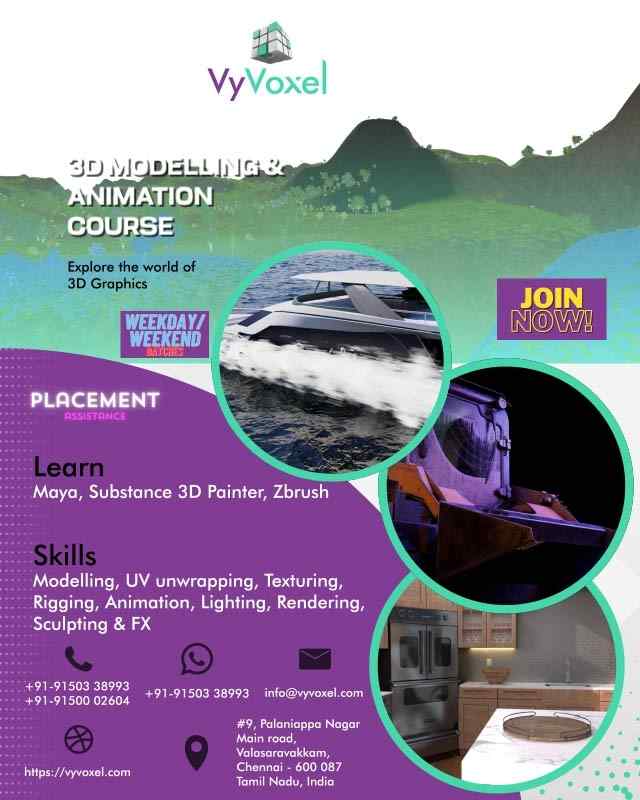 VyVoxel
3D MODELLING &
ANIMATION
COURSE
Explore the world of
3D Graphics
WEEKDAY/
WEEKEND
BATCHES
JOIN
NOW!
PLACEMENT
ASSISTANCE
Learn
Maya, Substance 3D Painter, Zbrush
Skills
Modelling, UV unwrapping, Texturing,
Rigging, Animation, Lighting, Rendering,
Sculpting & FX
+91-91503 38993
+91-91500 02604
+91-91503 38993
info@vyvoxel.com
https://vyvoxel.com
#9, Palaniappa Nagar
Main road,
Valasaravakkam,
Chennai - 600 087
Tamil Nadu, India